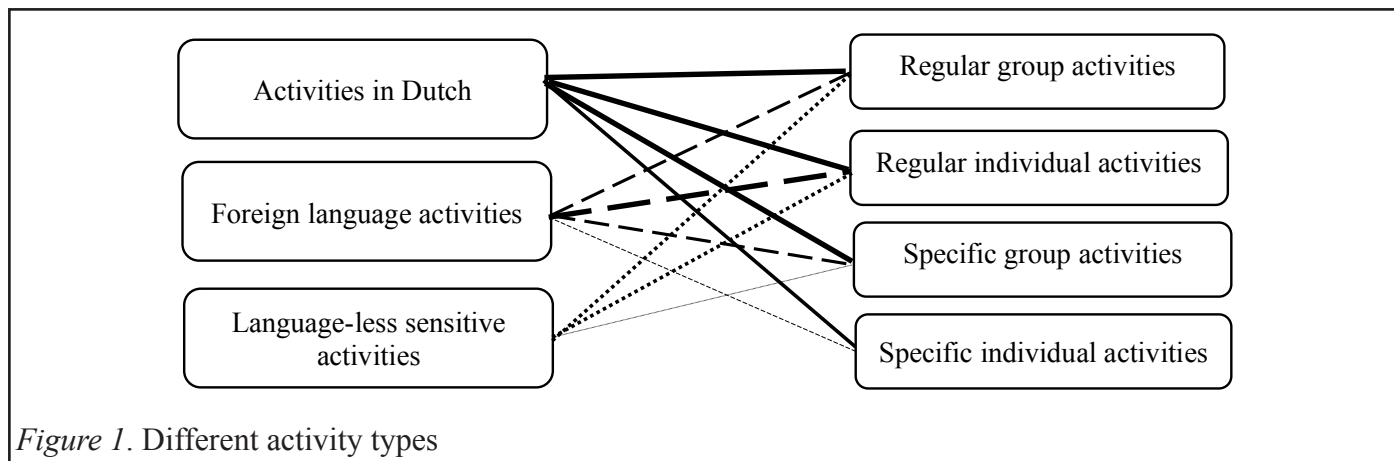 Activities in Dutch
Foreign language activities
Language-less sensitive
activities
Regular group activities
Regular individual activities
Specific group activities
Specific individual activities
Figure 1. Different activity types